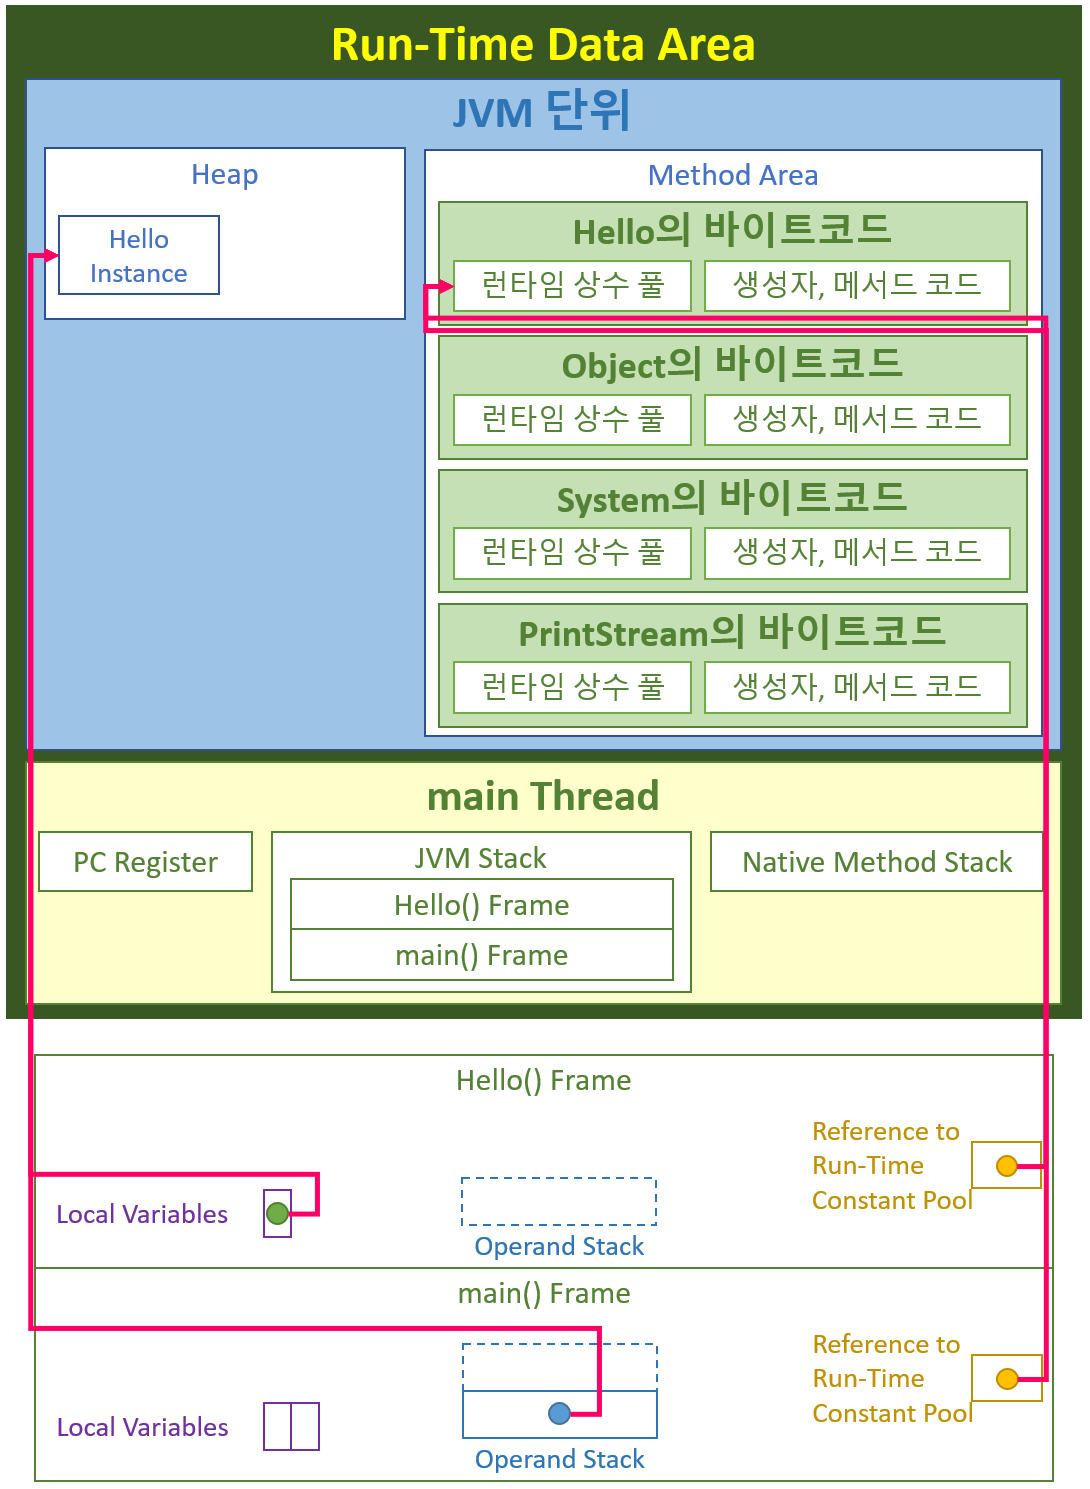 Run-Time Data Area
JVM 단위
Heap
Hello
Instance
Method Area
Hello의 바이트코드
런타임 상수 풀
생성자, 메서드 코드
Object의 바이트코드
런타임 상수 풀
생성자, 메서드 코드
System의 바이트코드
런타임 상수 풀
생성자, 메서드 코드
PrintStream의 바이트코드
런타임 상수 풀
생성자, 메서드 코드
main Thread
PC Register
JVM Stack
Hello() Frame
main() Frame
Native Method Stack
Hello() Frame
Local Variables
Operand Stack
Reference to
Run-Time
Constant Pool
main() Frame
Local Variables
Operand Stack
Reference to
Run-Time
Constant Pool